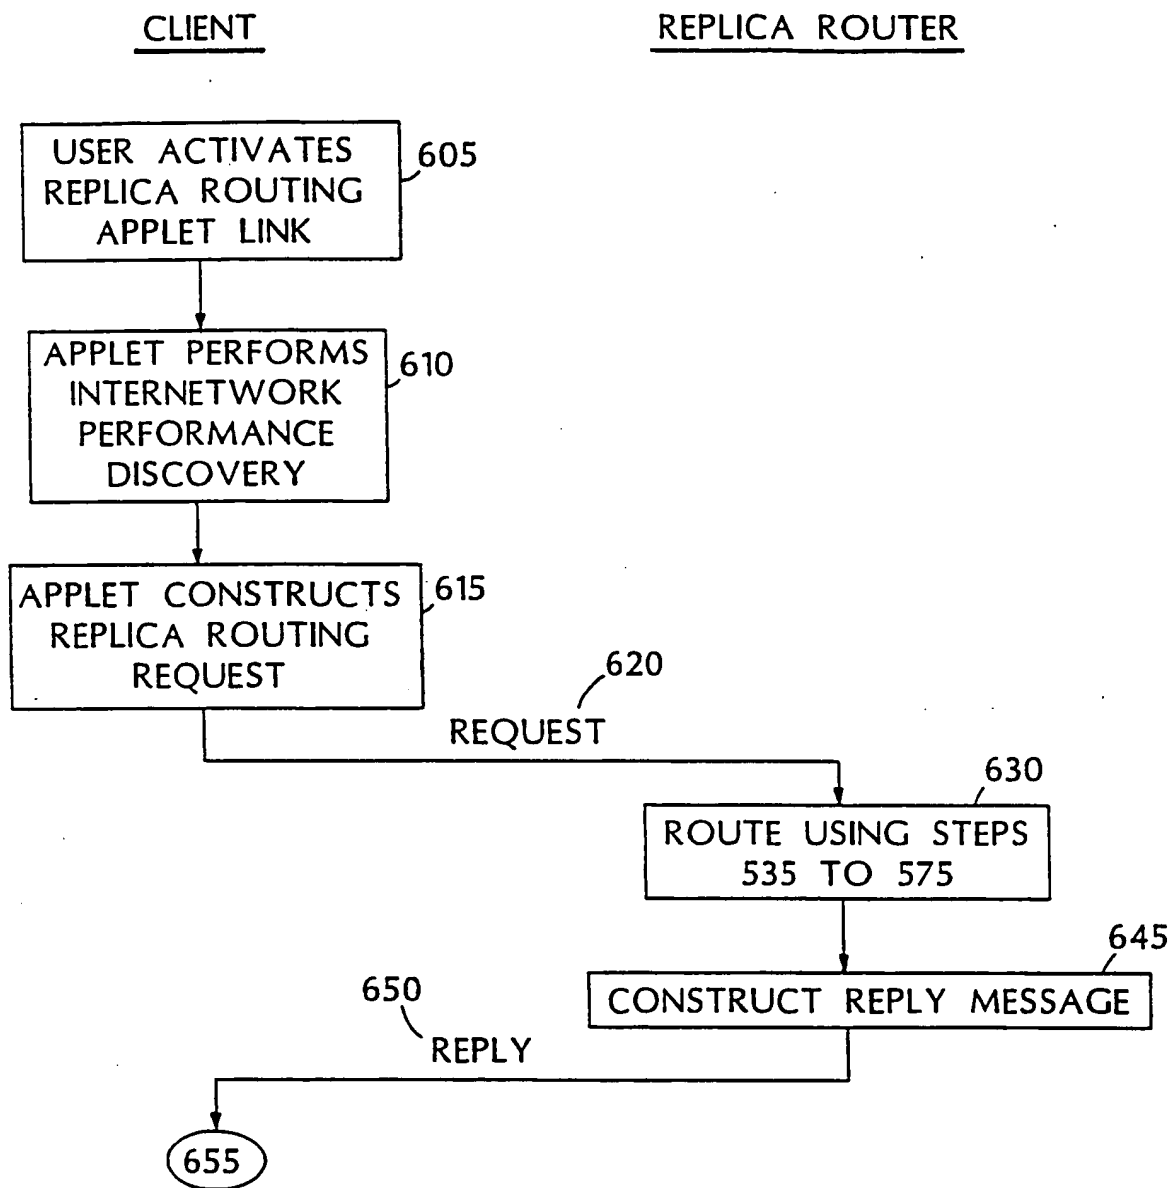 CLIENT
REPLICA ROUTER
USER ACTIVATES
REPLICA ROUTING
APPLET LINK
605
APPLET PERFORMS
INTERNETWORK
PERFORMANCE
DISCOVERY
610
APPLET CONSTRUCTS
REPLICA ROUTING
REQUEST
615
620
REQUEST
630
ROUTE USING STEPS
535 TO 575
645
CONSTRUCT REPLY MESSAGE
650
REPLY
655